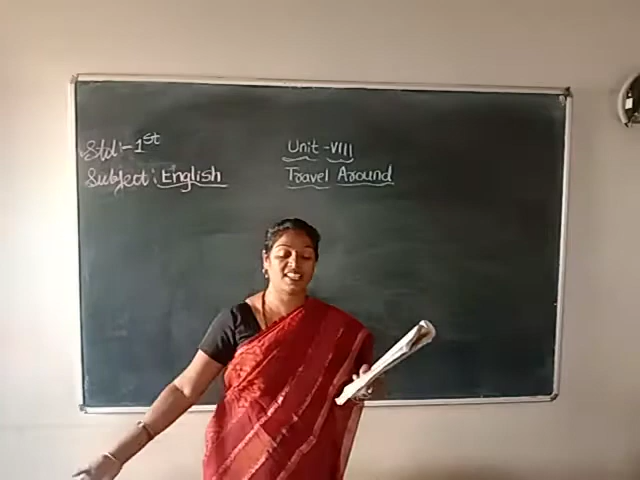 Std:- 1st
Subject: English
Unit - VIII
Travel Around